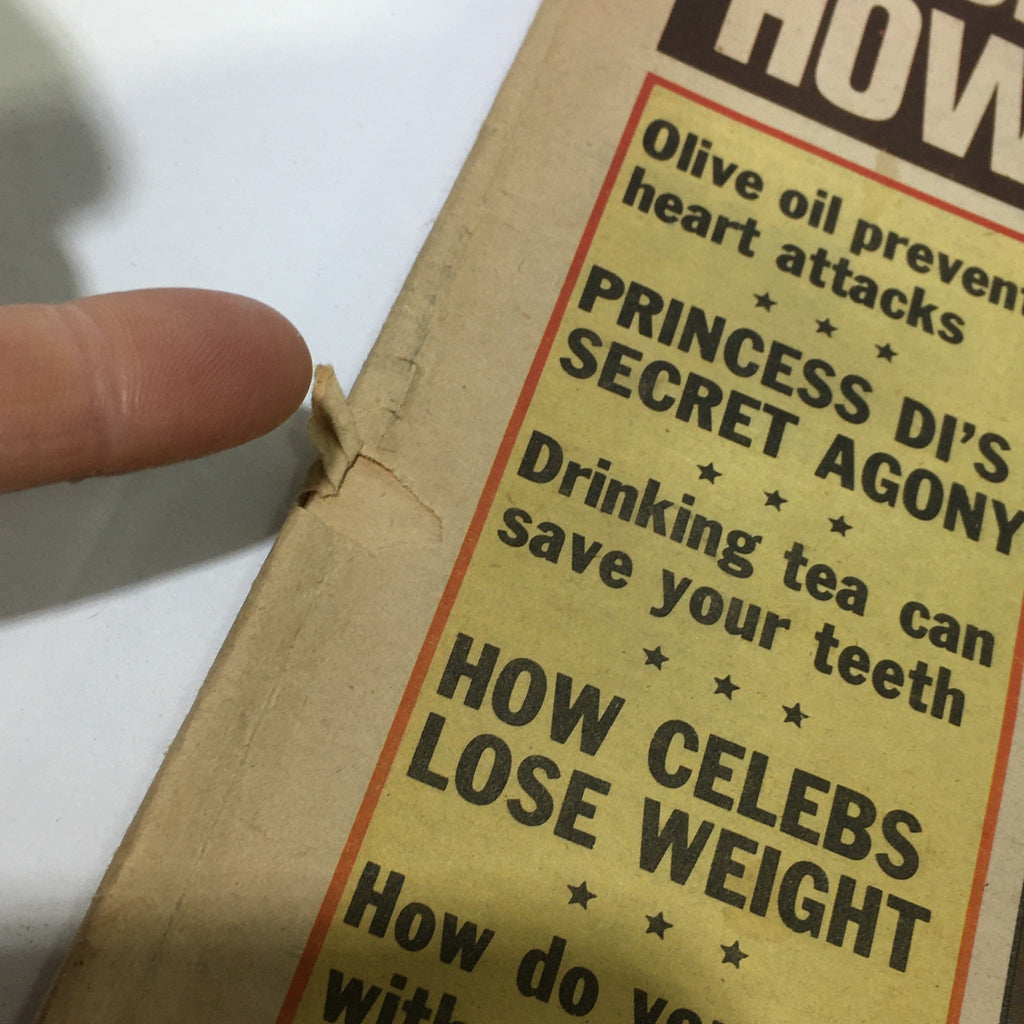 HOW
Olive oil prevent
heart attacks
PRINCESS DI'S
SECRET AGONY
Drinking tea can
save your teeth
HOW CELEBS
LOSE WEIGHT
How do
with